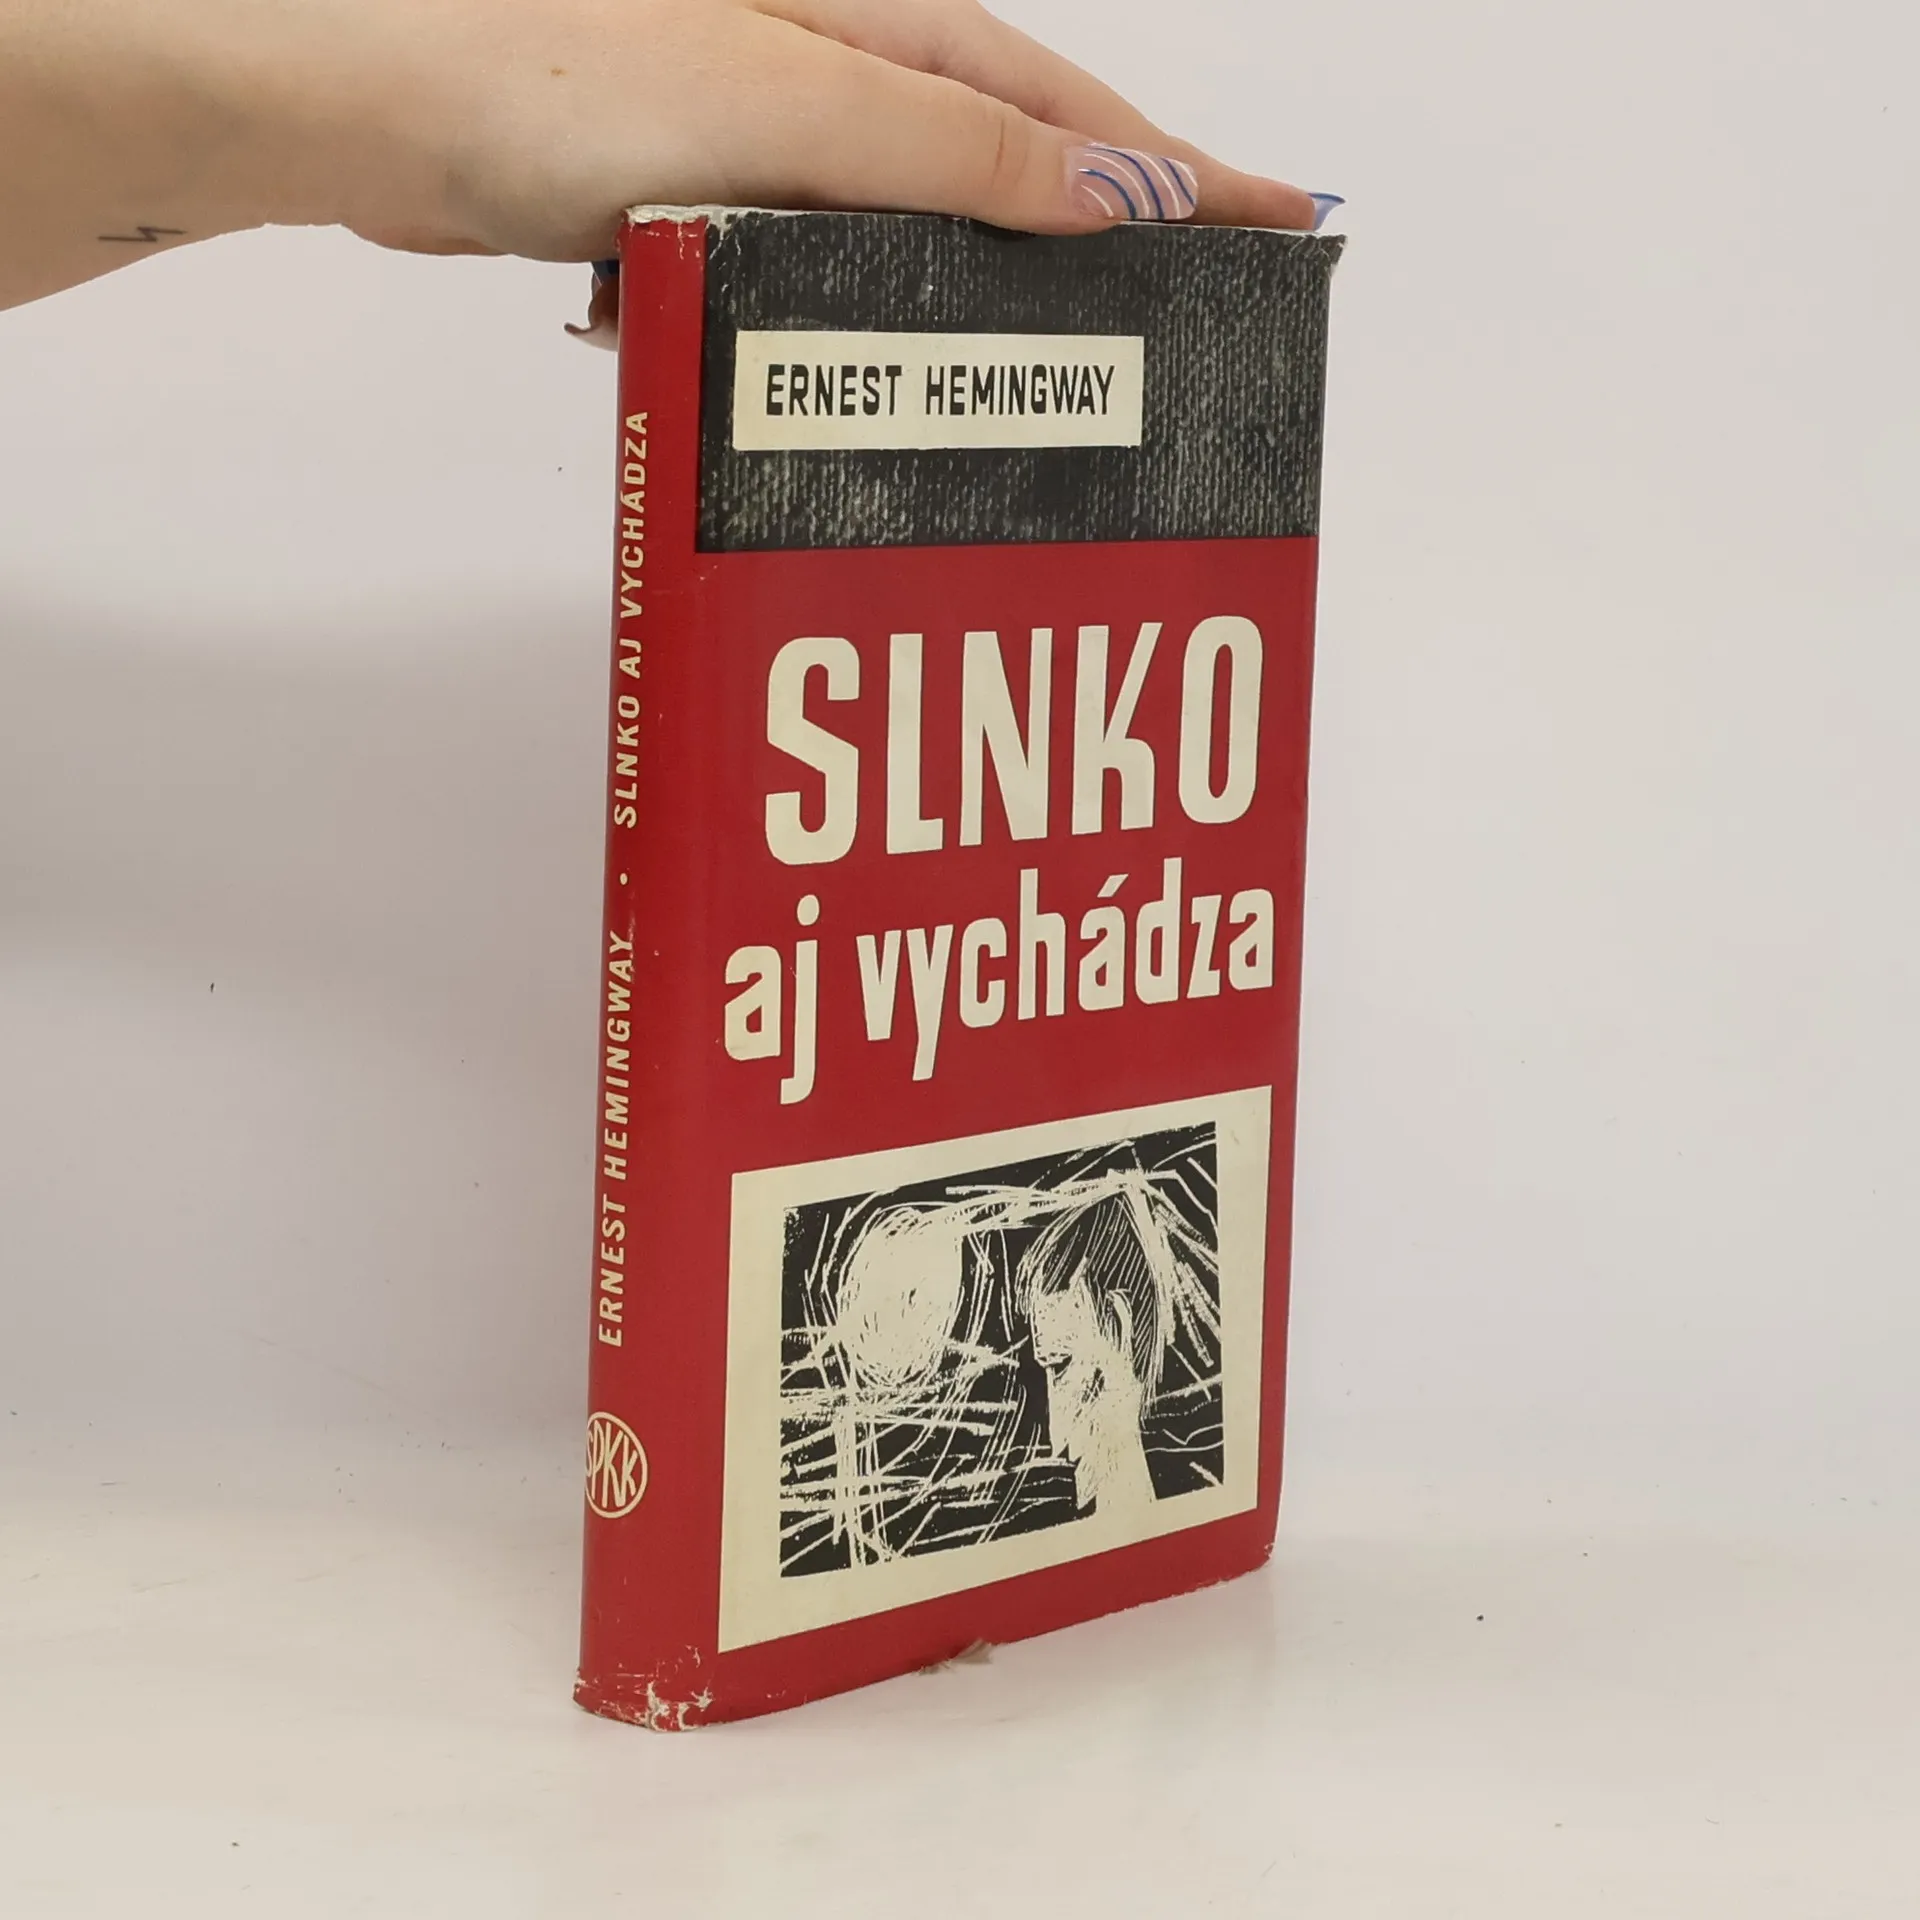 ERNEST HEMINGWAY
SLNKO
aj vychádza
ERNEST HEMINGWAY • SLNKO AJ VYCHÁDZA
SPKK